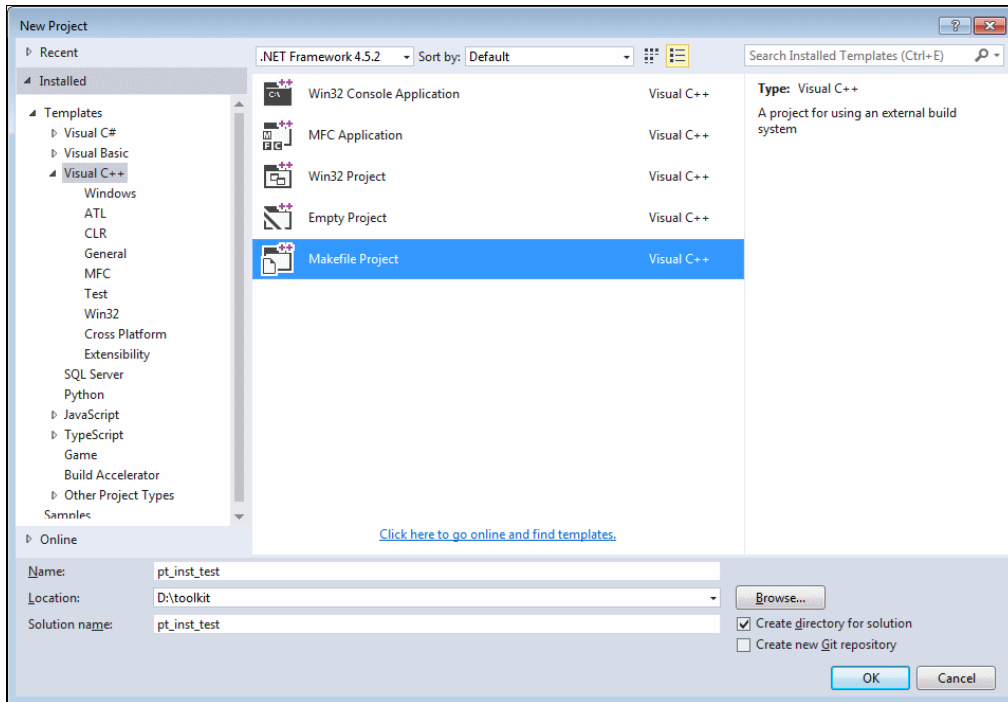 New Project
Recent
.NET Framework 4.5.2 Sort by: Default
Search Installed Templates (Ctrl+E)
Installed
Templates
Visual C#
Visual Basic
Visual C++
Windows
ATL
CLR
General
MFC
Test
Win32
Cross Platform
Extensibility
SQL Server
Python
JavaScript
TypeScript
Game
Build Accelerator
Other Project Types
Samples
Online
Win32 Console Application Visual C++
MFC Application Visual C++
Win32 Project Visual C++
Empty Project Visual C++
Makefile Project Visual C++
Click here to go online and find templates.
Type: Visual C++
A project for using an external build
system
Name: pt_inst_test
Location: D:\toolkit
Browse...
Solution name: pt_inst_test
Create directory for solution
Create new Git repository
OK Cancel